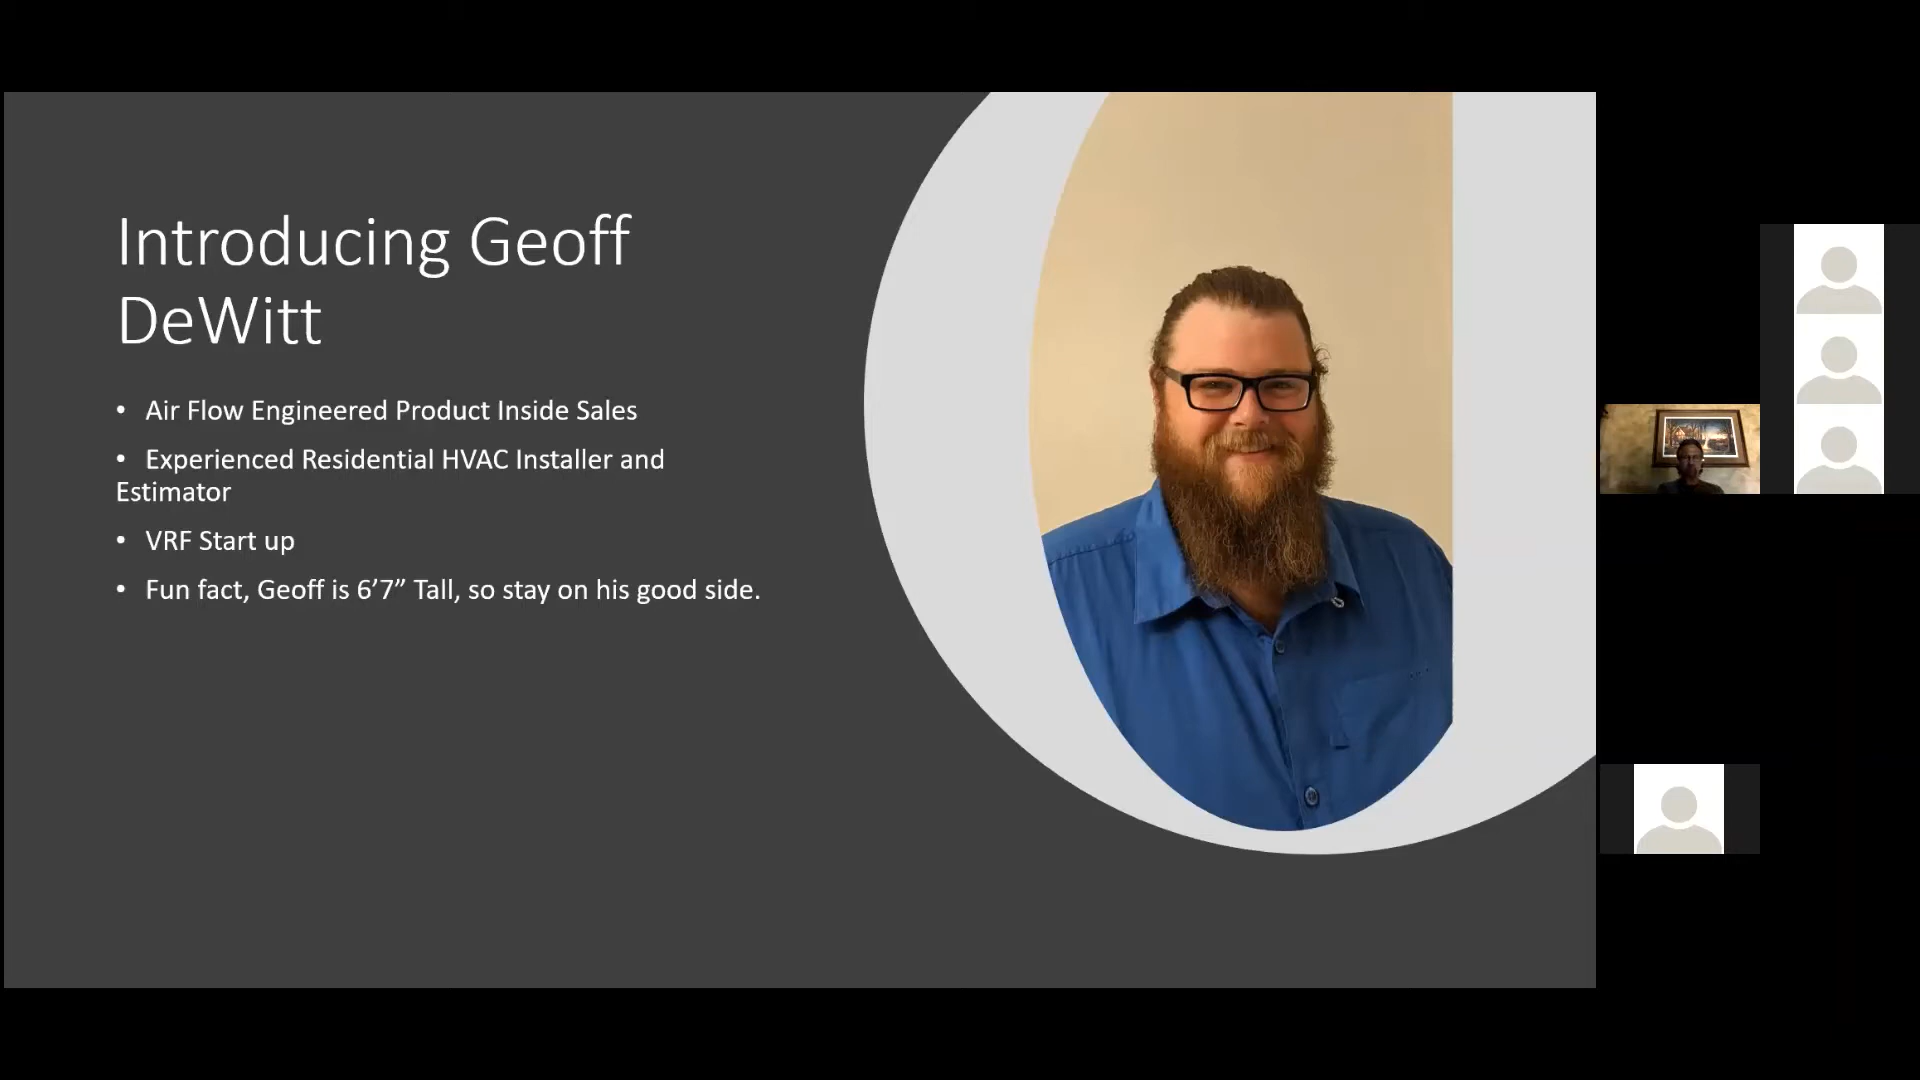 Introducing Geoff
DeWitt
• Air Flow Engineered Product Inside Sales
• Experienced Residential HVAC Installer and
Estimator
• VRF Start up
• Fun fact, Geoff is 6’7” Tall, so stay on his good side.